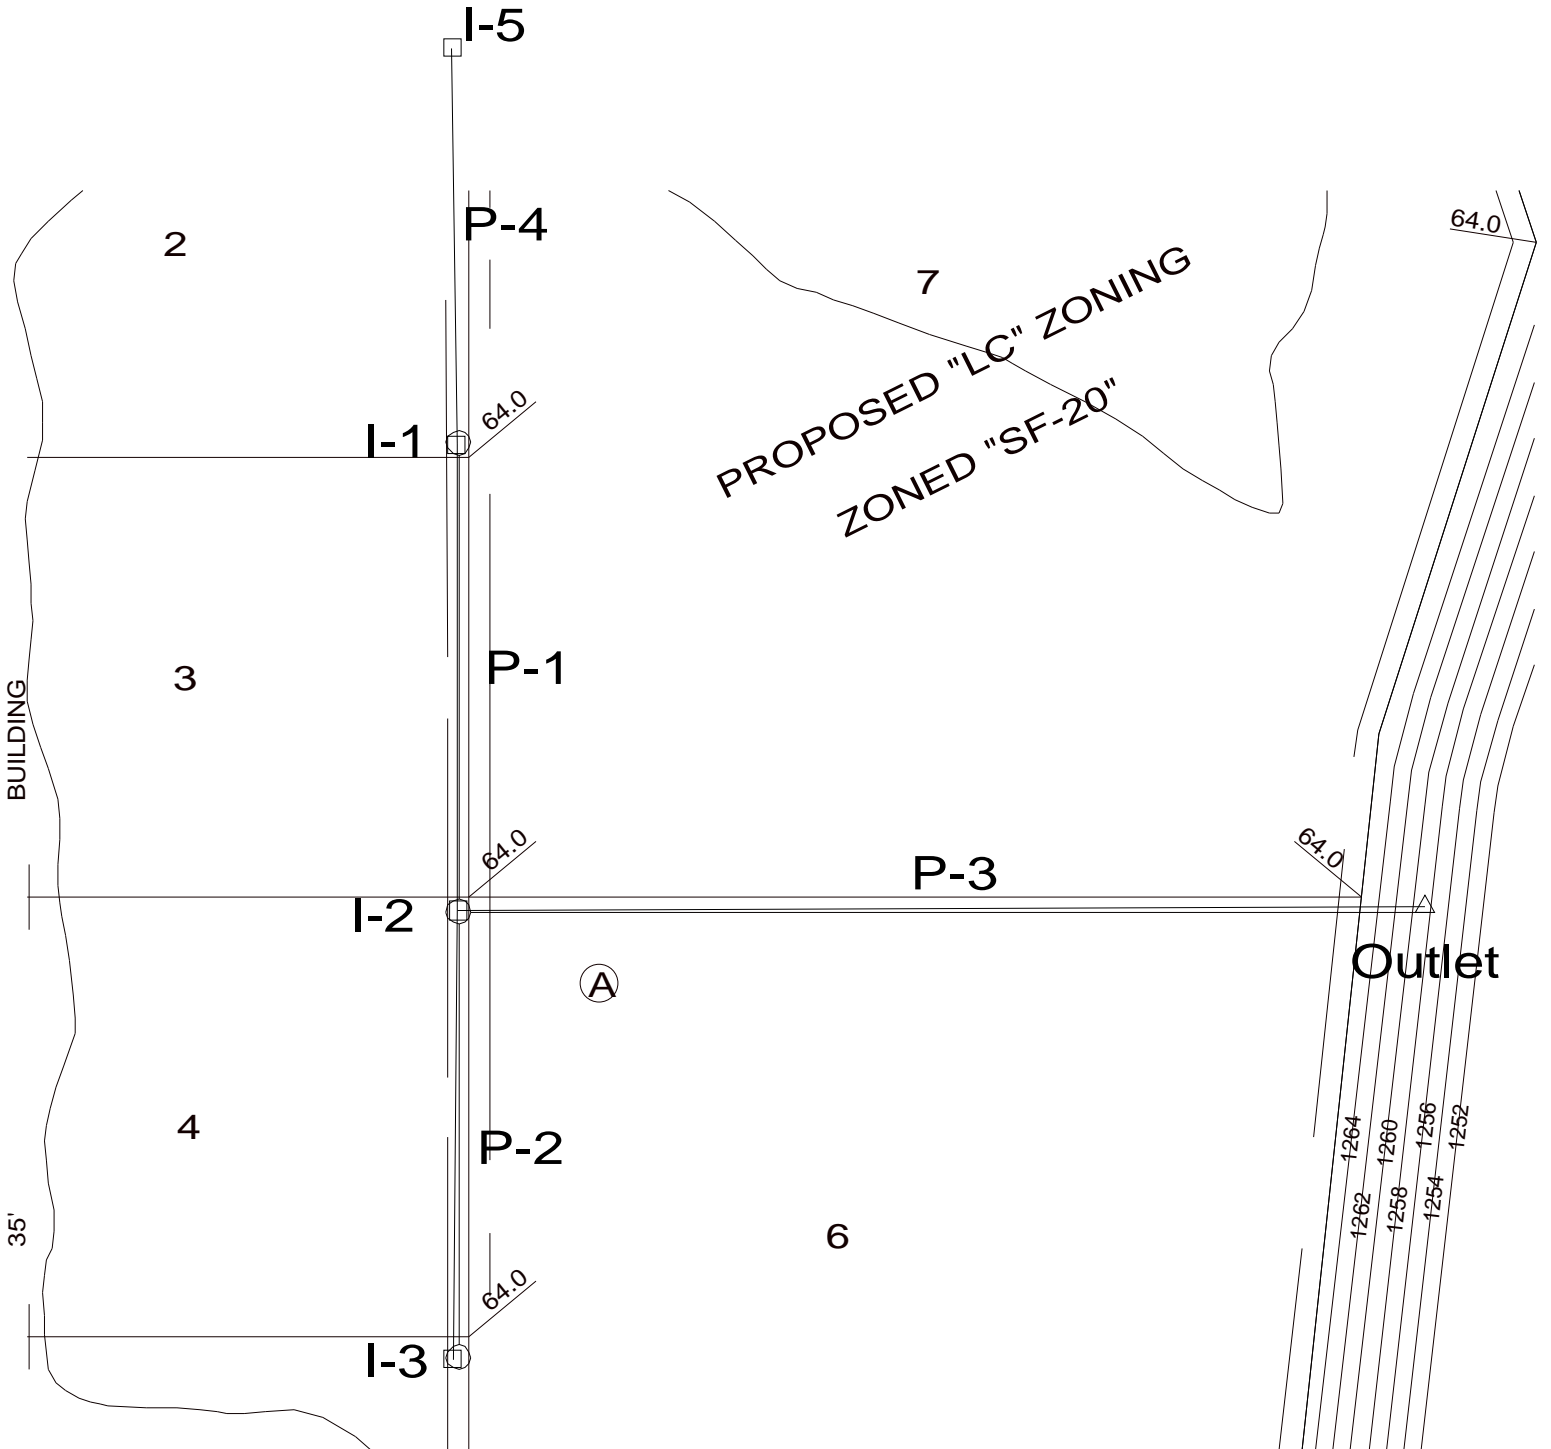 I-5
P-4
64.0
2
7
PROPOSED "LC" ZONING
64.0
I-1
ZONED "SF-20"
P-1
3
BUILDING
64.0
64.0
P-3
I-2
Outlet
A
4
P-2
1264
1260
1256
1252
1262
1258
1254
35'
6
64.0
I-3